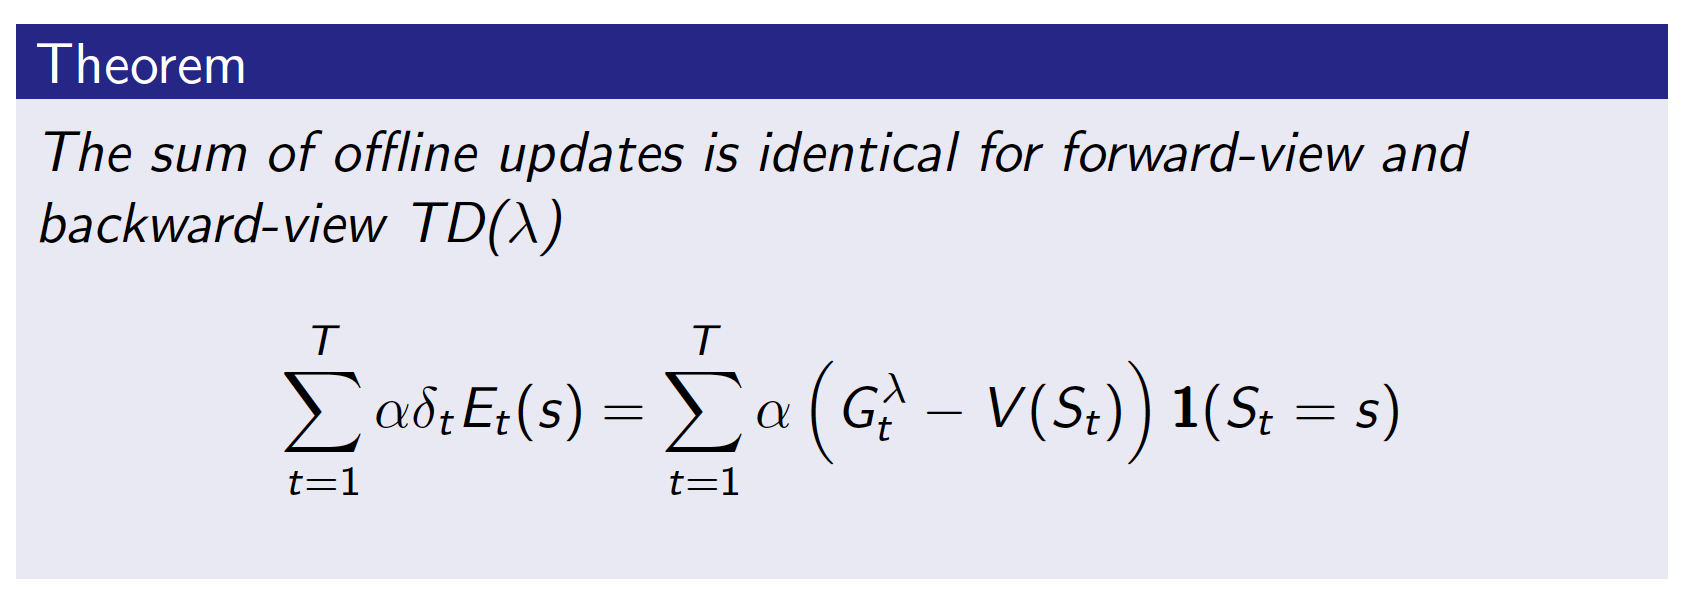 Theorem
The sum of offline updates is identical for forward-view and
backward-view TD(λ)
$$\sum_{t=1}^{T} \alpha \delta_t E_t(s) = \sum_{t=1}^{T} \alpha \left( G_t^{\lambda} - V(S_t) \right) \mathbf{1}(S_t = s)$$